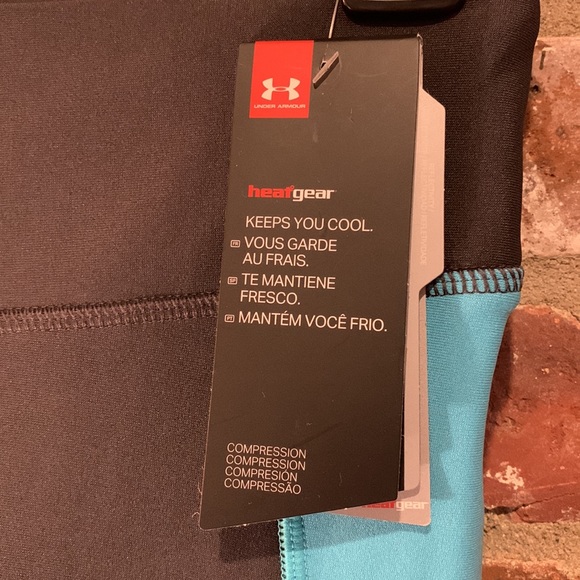 UNDER ARMOUR
heatgear
KEEPS YOU COOL.
FR VOUS GARDE
AU FRAIS.
SP TE MANTIENE
FRESCO.
PT MANTÉM VOCÊ FRIO.
COMPRESSION
COMPRESSION
COMPRESIÓN
COMPRESSÃO
heatgear